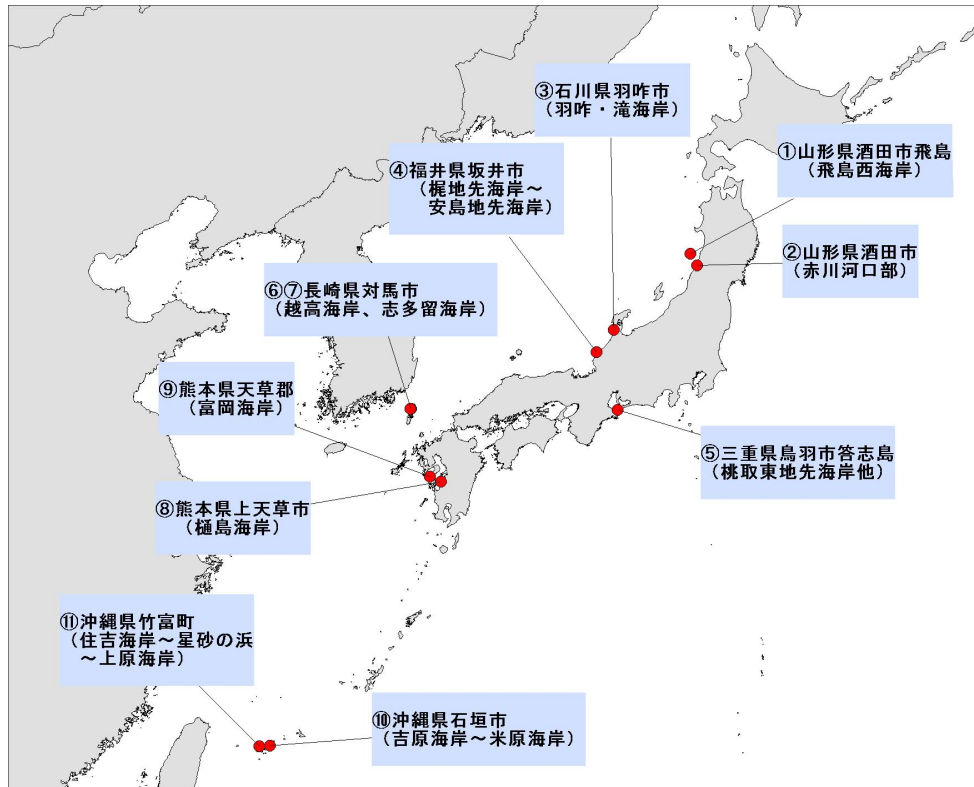 ③石川県羽咋市
（羽咋・滝海岸）
①山形県酒田市飛島
（飛島西海岸）
④福井県坂井市
（梶地先海岸～
安島地先海岸）
②山形県酒田市
（赤川河口部）
⑥⑦長崎県対馬市
（越高海岸、志多留海岸）
⑨熊本県天草郡
（富岡海岸）
⑤三重県鳥羽市答志島
（桃取東地先海岸他）
⑧熊本県上天草市
（樋島海岸）
⑪沖縄県竹富町
（住吉海岸～星砂の浜
～上原海岸）
⑩沖縄県石垣市
（吉原海岸～米原海岸）